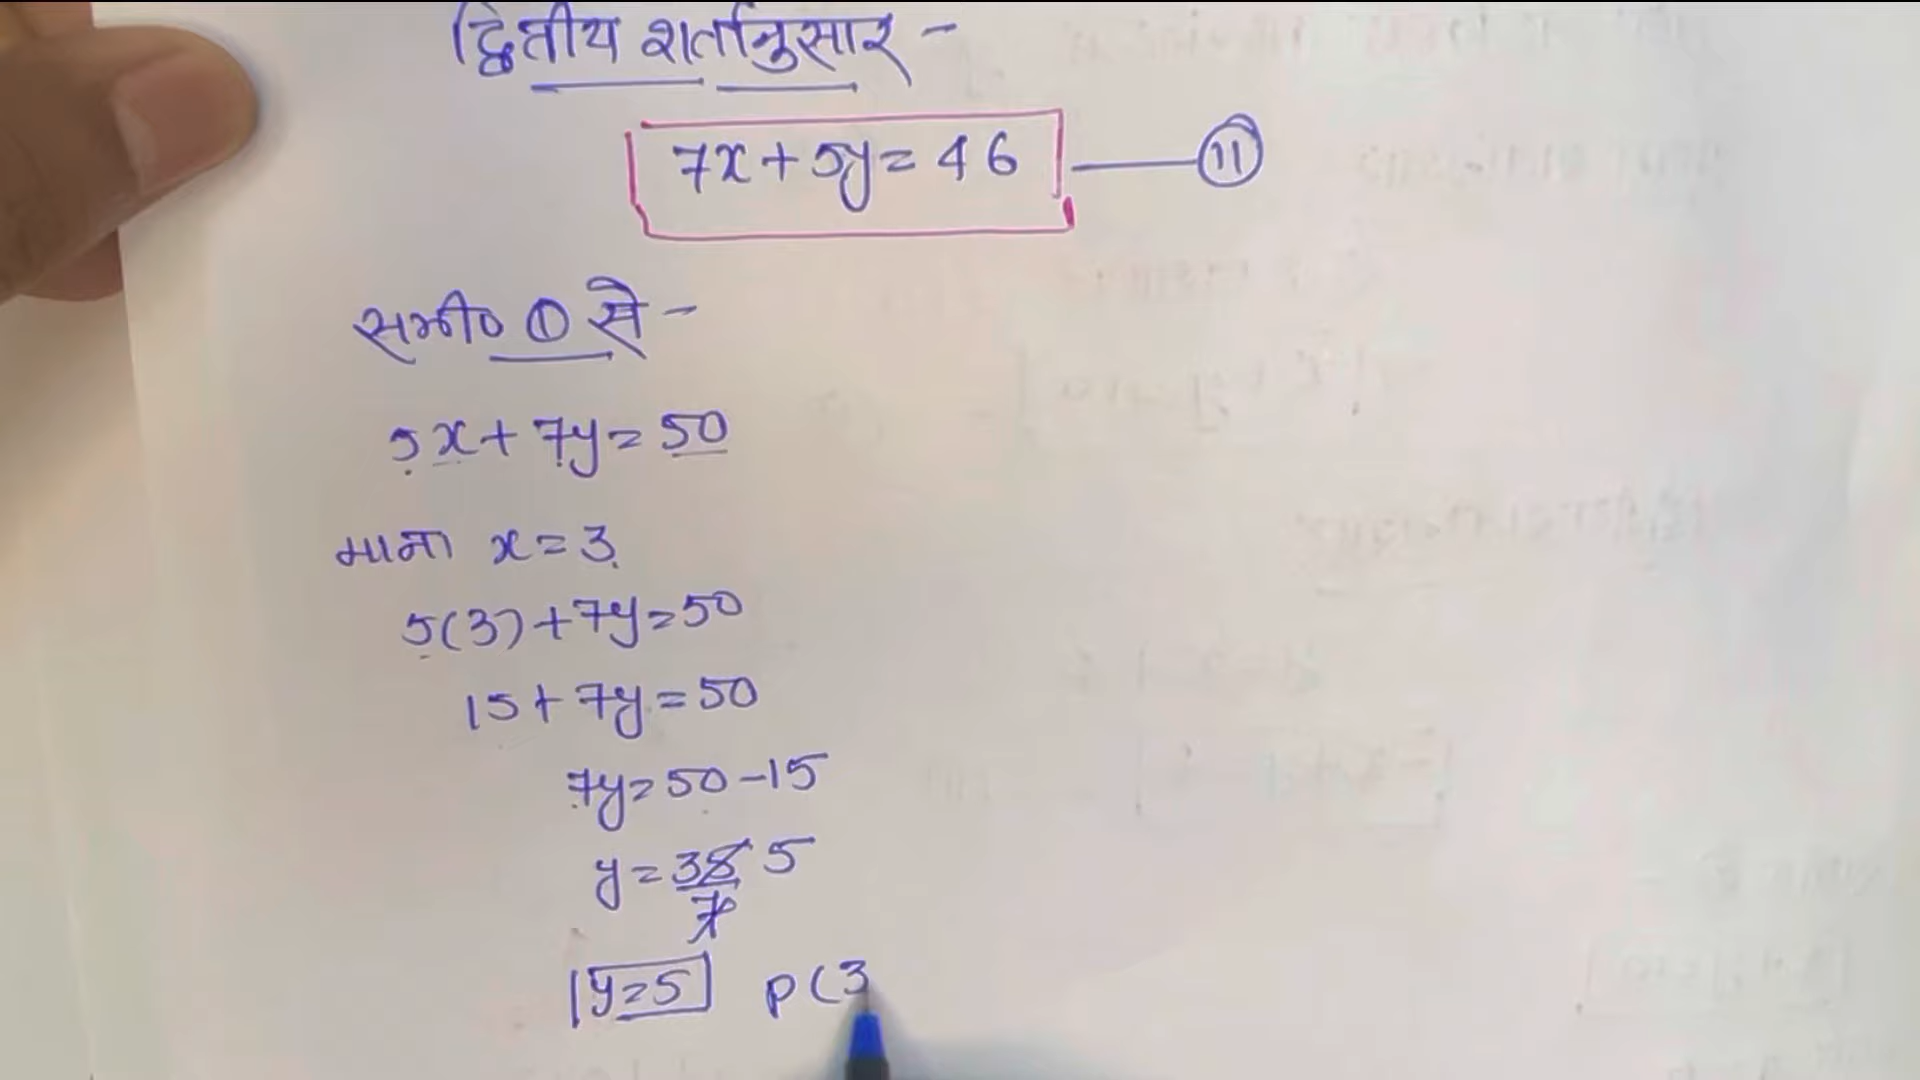 द्वितीय शर्तानुसार -
7x + 5y = 46 —— (11)
समी० ① से -
5x + 7y = 50
माना x = 3
5(3) + 7y = 50
15 + 7y = 50
7y = 50 - 15
y = 35/7 5
y = 5 P(3